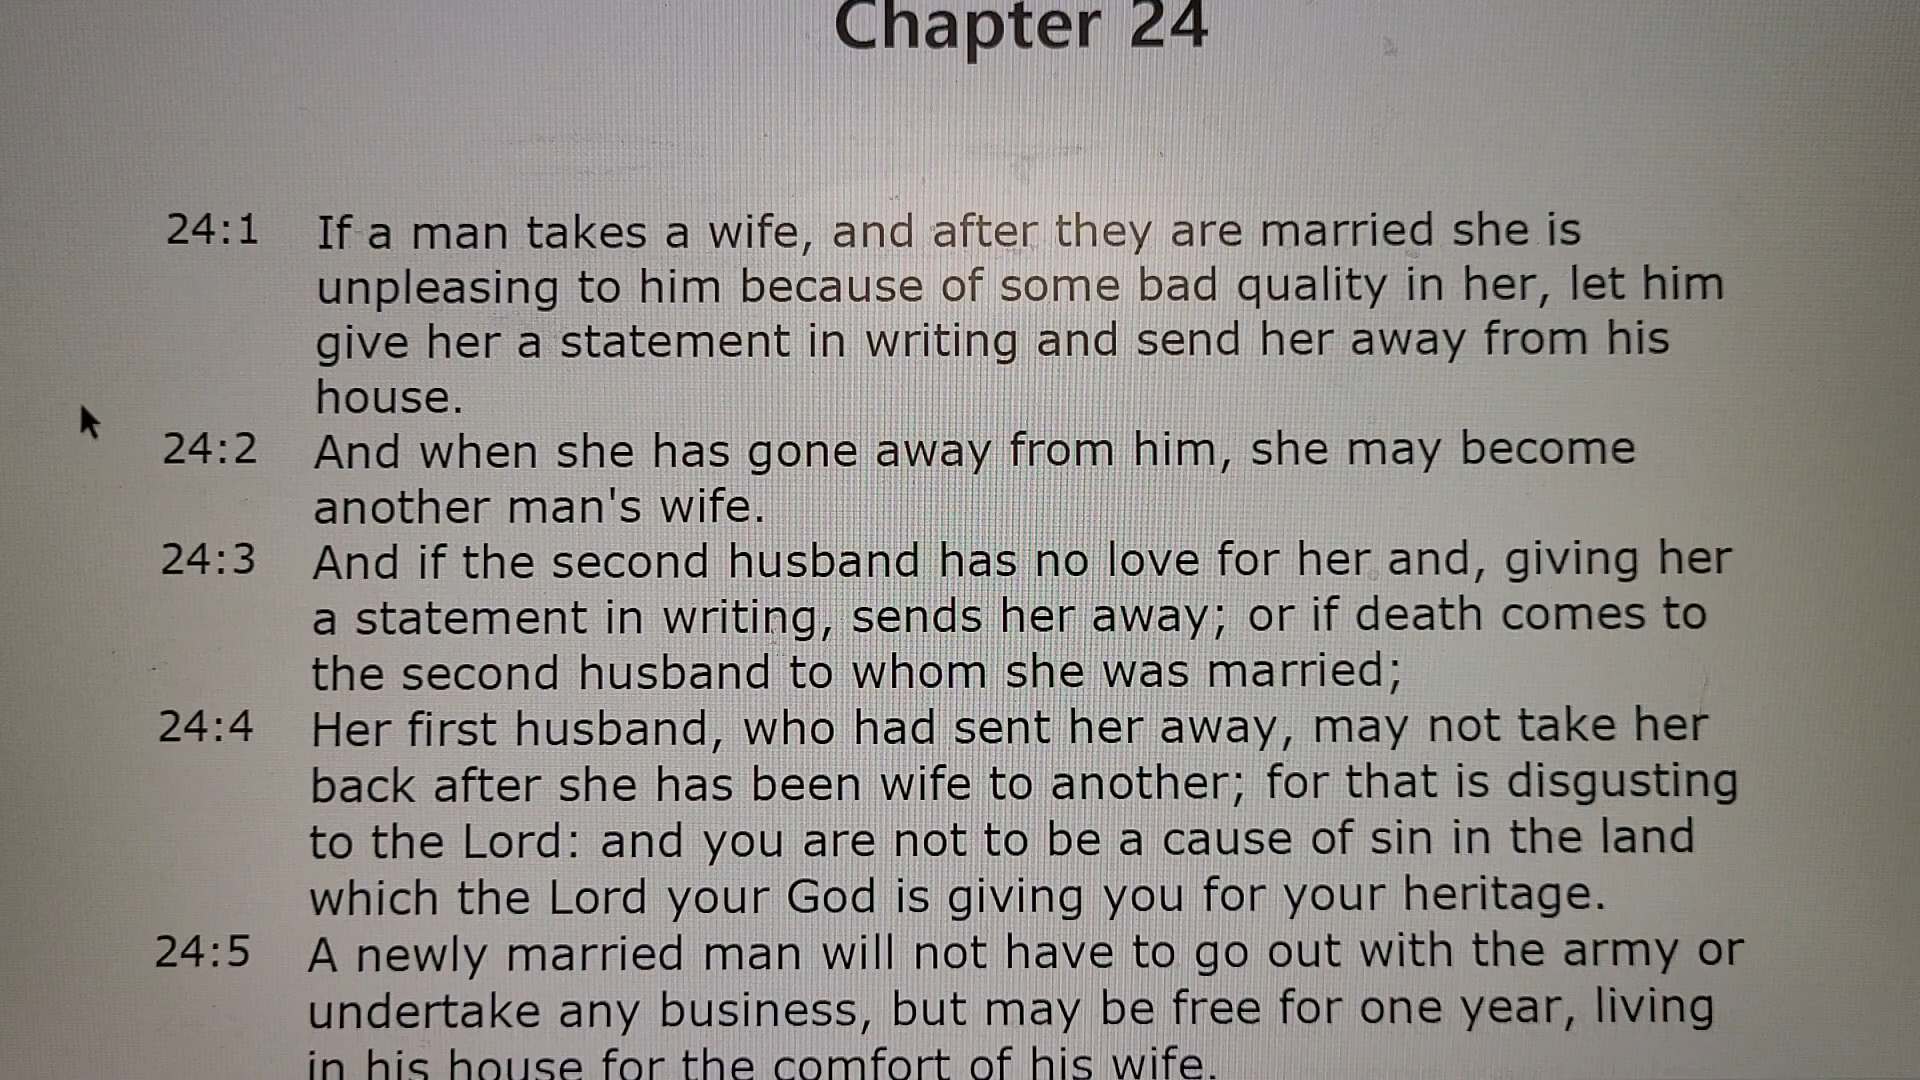 Chapter 24
24:1 If a man takes a wife, and after they are married she is
unpleasing to him because of some bad quality in her, let him
give her a statement in writing and send her away from his
house.
24:2 And when she has gone away from him, she may become
another man's wife.
24:3 And if the second husband has no love for her and, giving her
a statement in writing, sends her away; or if death comes to
the second husband to whom she was married;
24:4 Her first husband, who had sent her away, may not take her
back after she has been wife to another; for that is disgusting
to the Lord: and you are not to be a cause of sin in the land
which the Lord your God is giving you for your heritage.
24:5 A newly married man will not have to go out with the army or
undertake any business, but may be free for one year, living
in his house for the comfort of his wife.